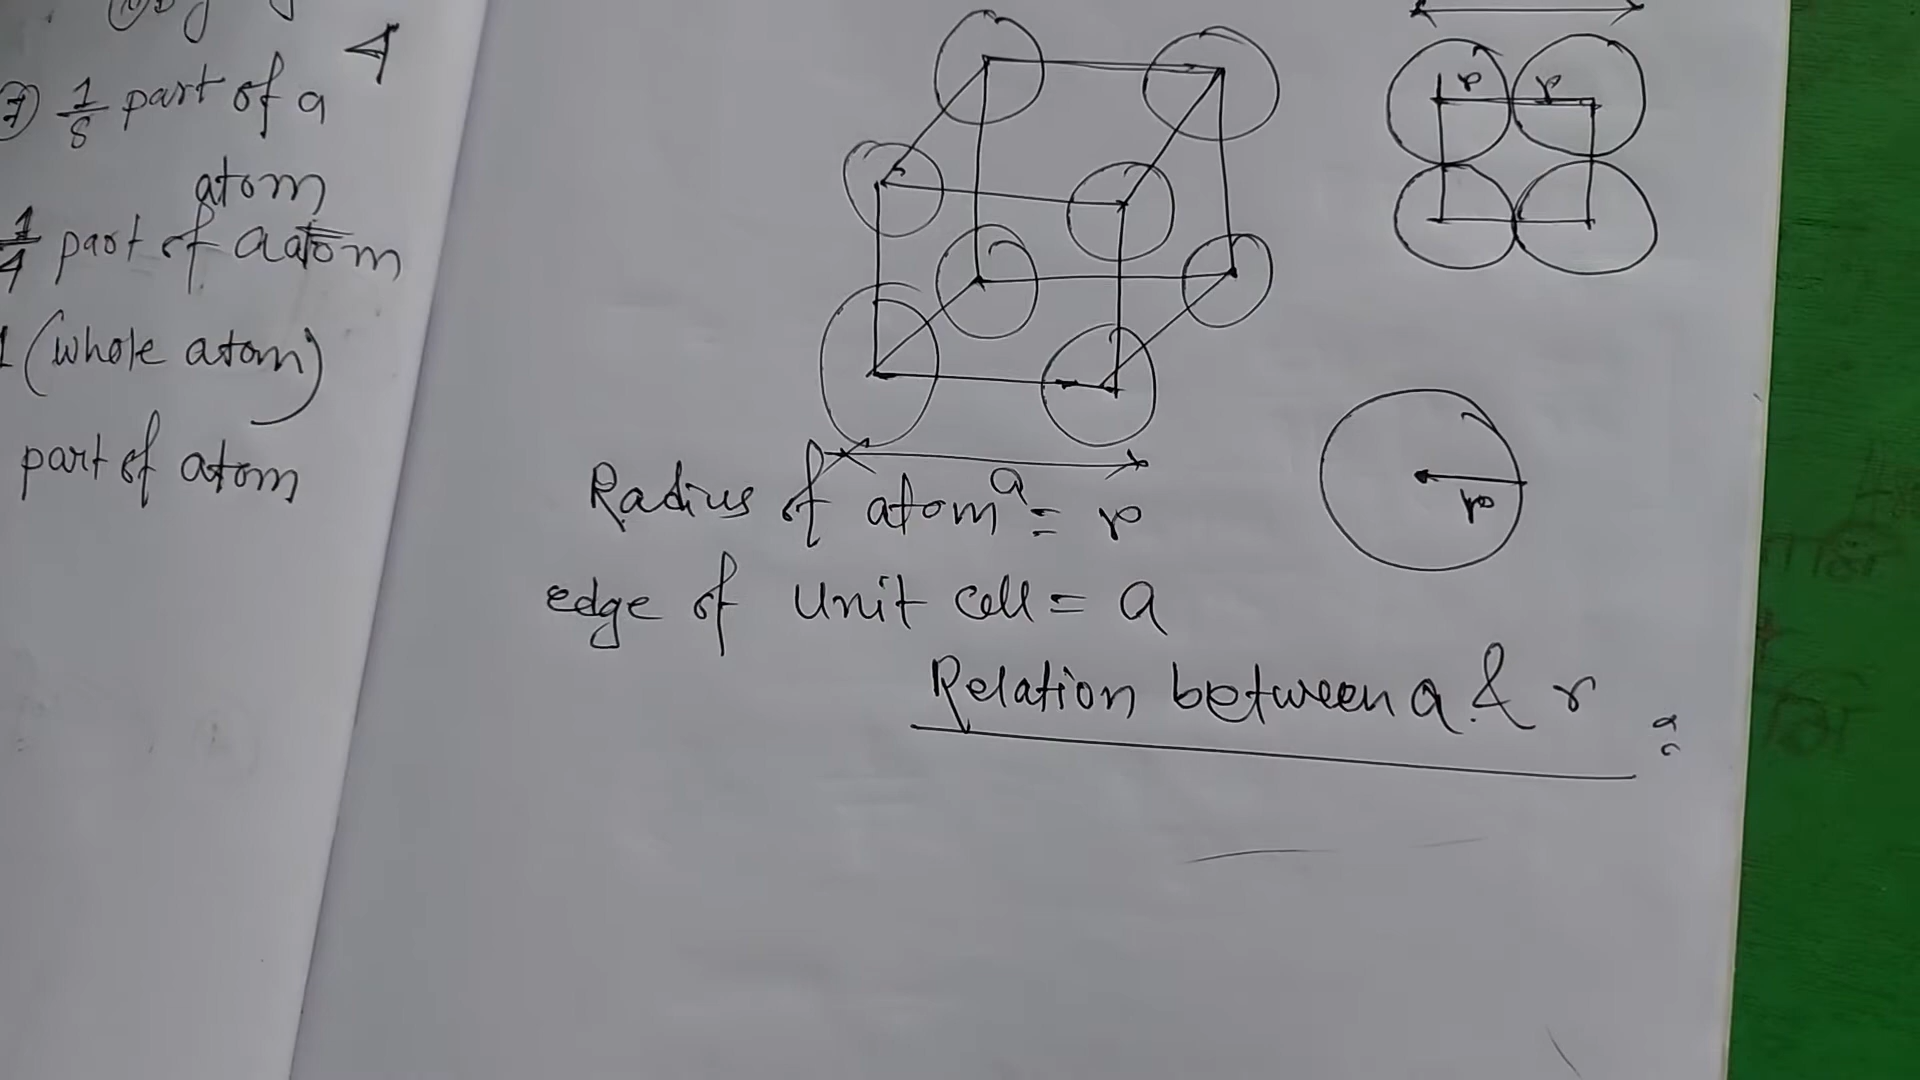 4
1/8 part of a
atom
1/4 part of a atom
1 (whole atom)
part of atom
r r
a
r
Radius of atom = r
edge of unit cell = a
Relation between a & r :